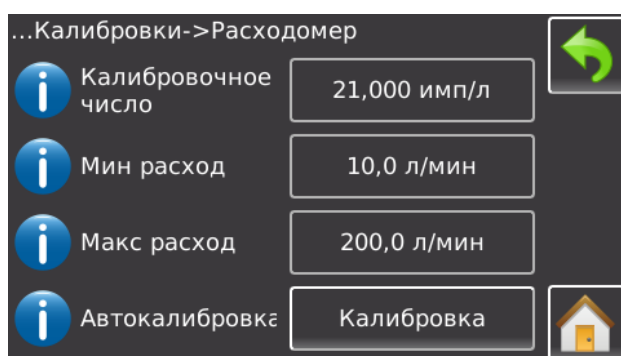 ...Калибровки->Расходомер
Калибровочное
число
21,000 имп/л
Мин расход
10,0 л/мин
Макс расход
200,0 л/мин
Автокалибровка
Калибровка